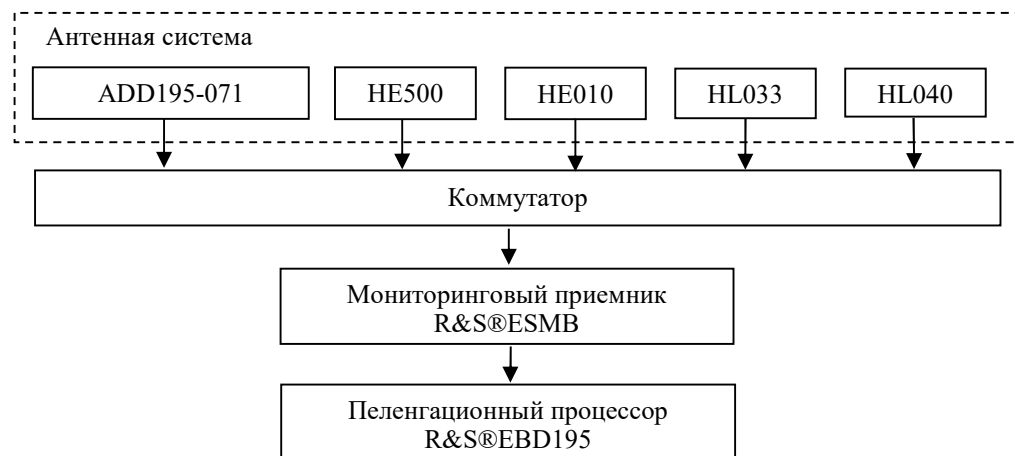 Антенная система
ADD195-071
HE500
HE010
HL033
HL040
Коммутатор
Мониторинговый приемник
R&S®ESMB
Пеленгационный процессор
R&S®EBD195